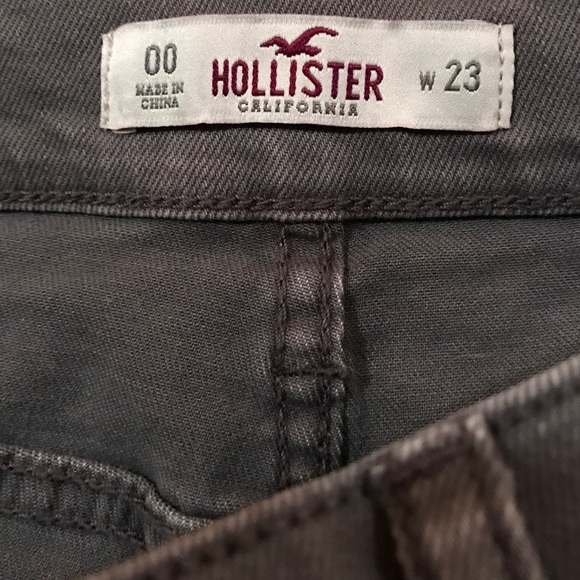 00
MADE IN
CHINA
HOLLISTER
CALIFORNIA
W 23